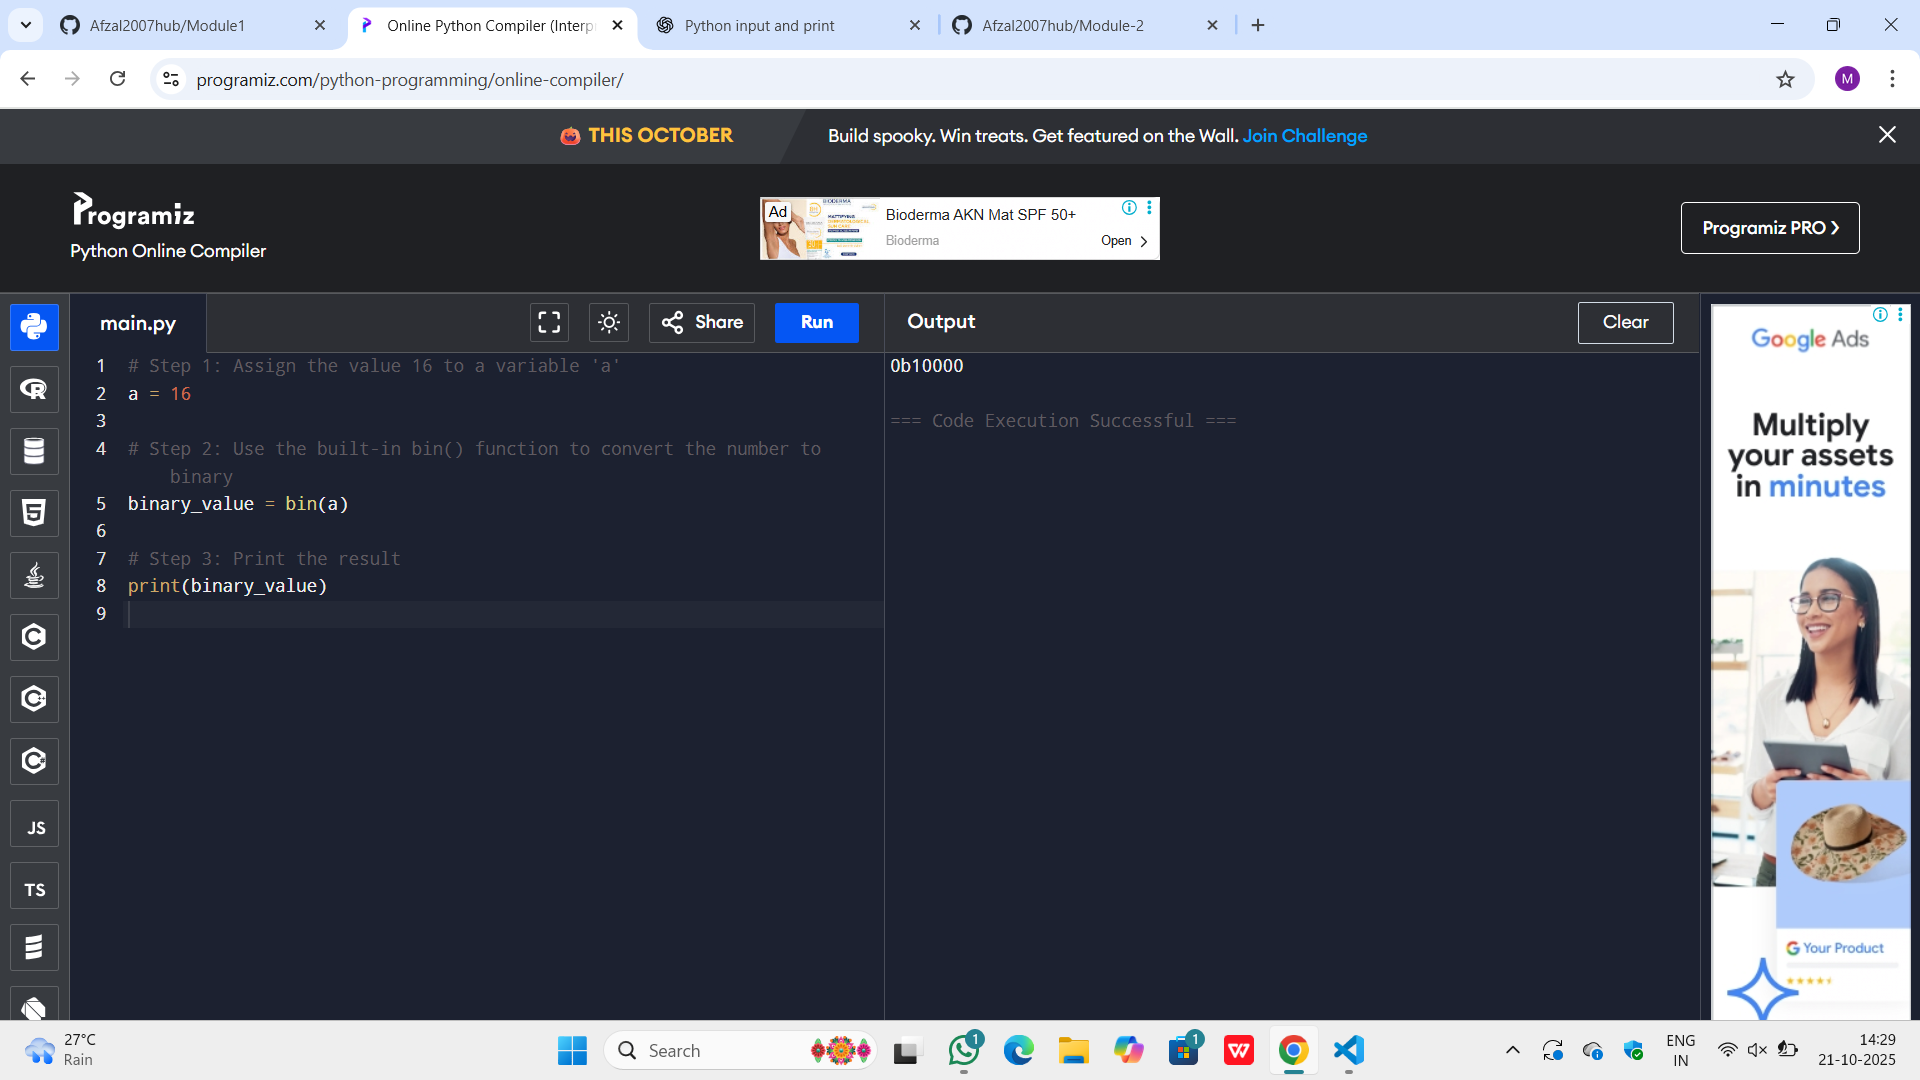 Afzal2007hub/Module1
Online Python Compiler (Interp
Python input and print
Afzal2007hub/Module-2
programiz.com/python-programming/online-compiler/
M
THIS OCTOBER
Build spooky. Win treats. Get featured on the Wall. Join Challenge
Programiz
Python Online Compiler
Ad
Bioderma AKN Mat SPF 50+
Bioderma
Open
Programiz PRO
main.py
Share
Run
Output
Clear
1 # Step 1: Assign the value 16 to a variable 'a'
2 a = 16
3
4 # Step 2: Use the built-in bin() function to convert the number to
binary
5 binary_value = bin(a)
6
7 # Step 3: Print the result
8 print(binary_value)
9
0b10000
=== Code Execution Successful ===
JS
TS
Google Ads
Multiply
your assets
in minutes
G Your Product
27°C
Rain
Search
1
1
W
ENG
IN
14:29
21-10-2025